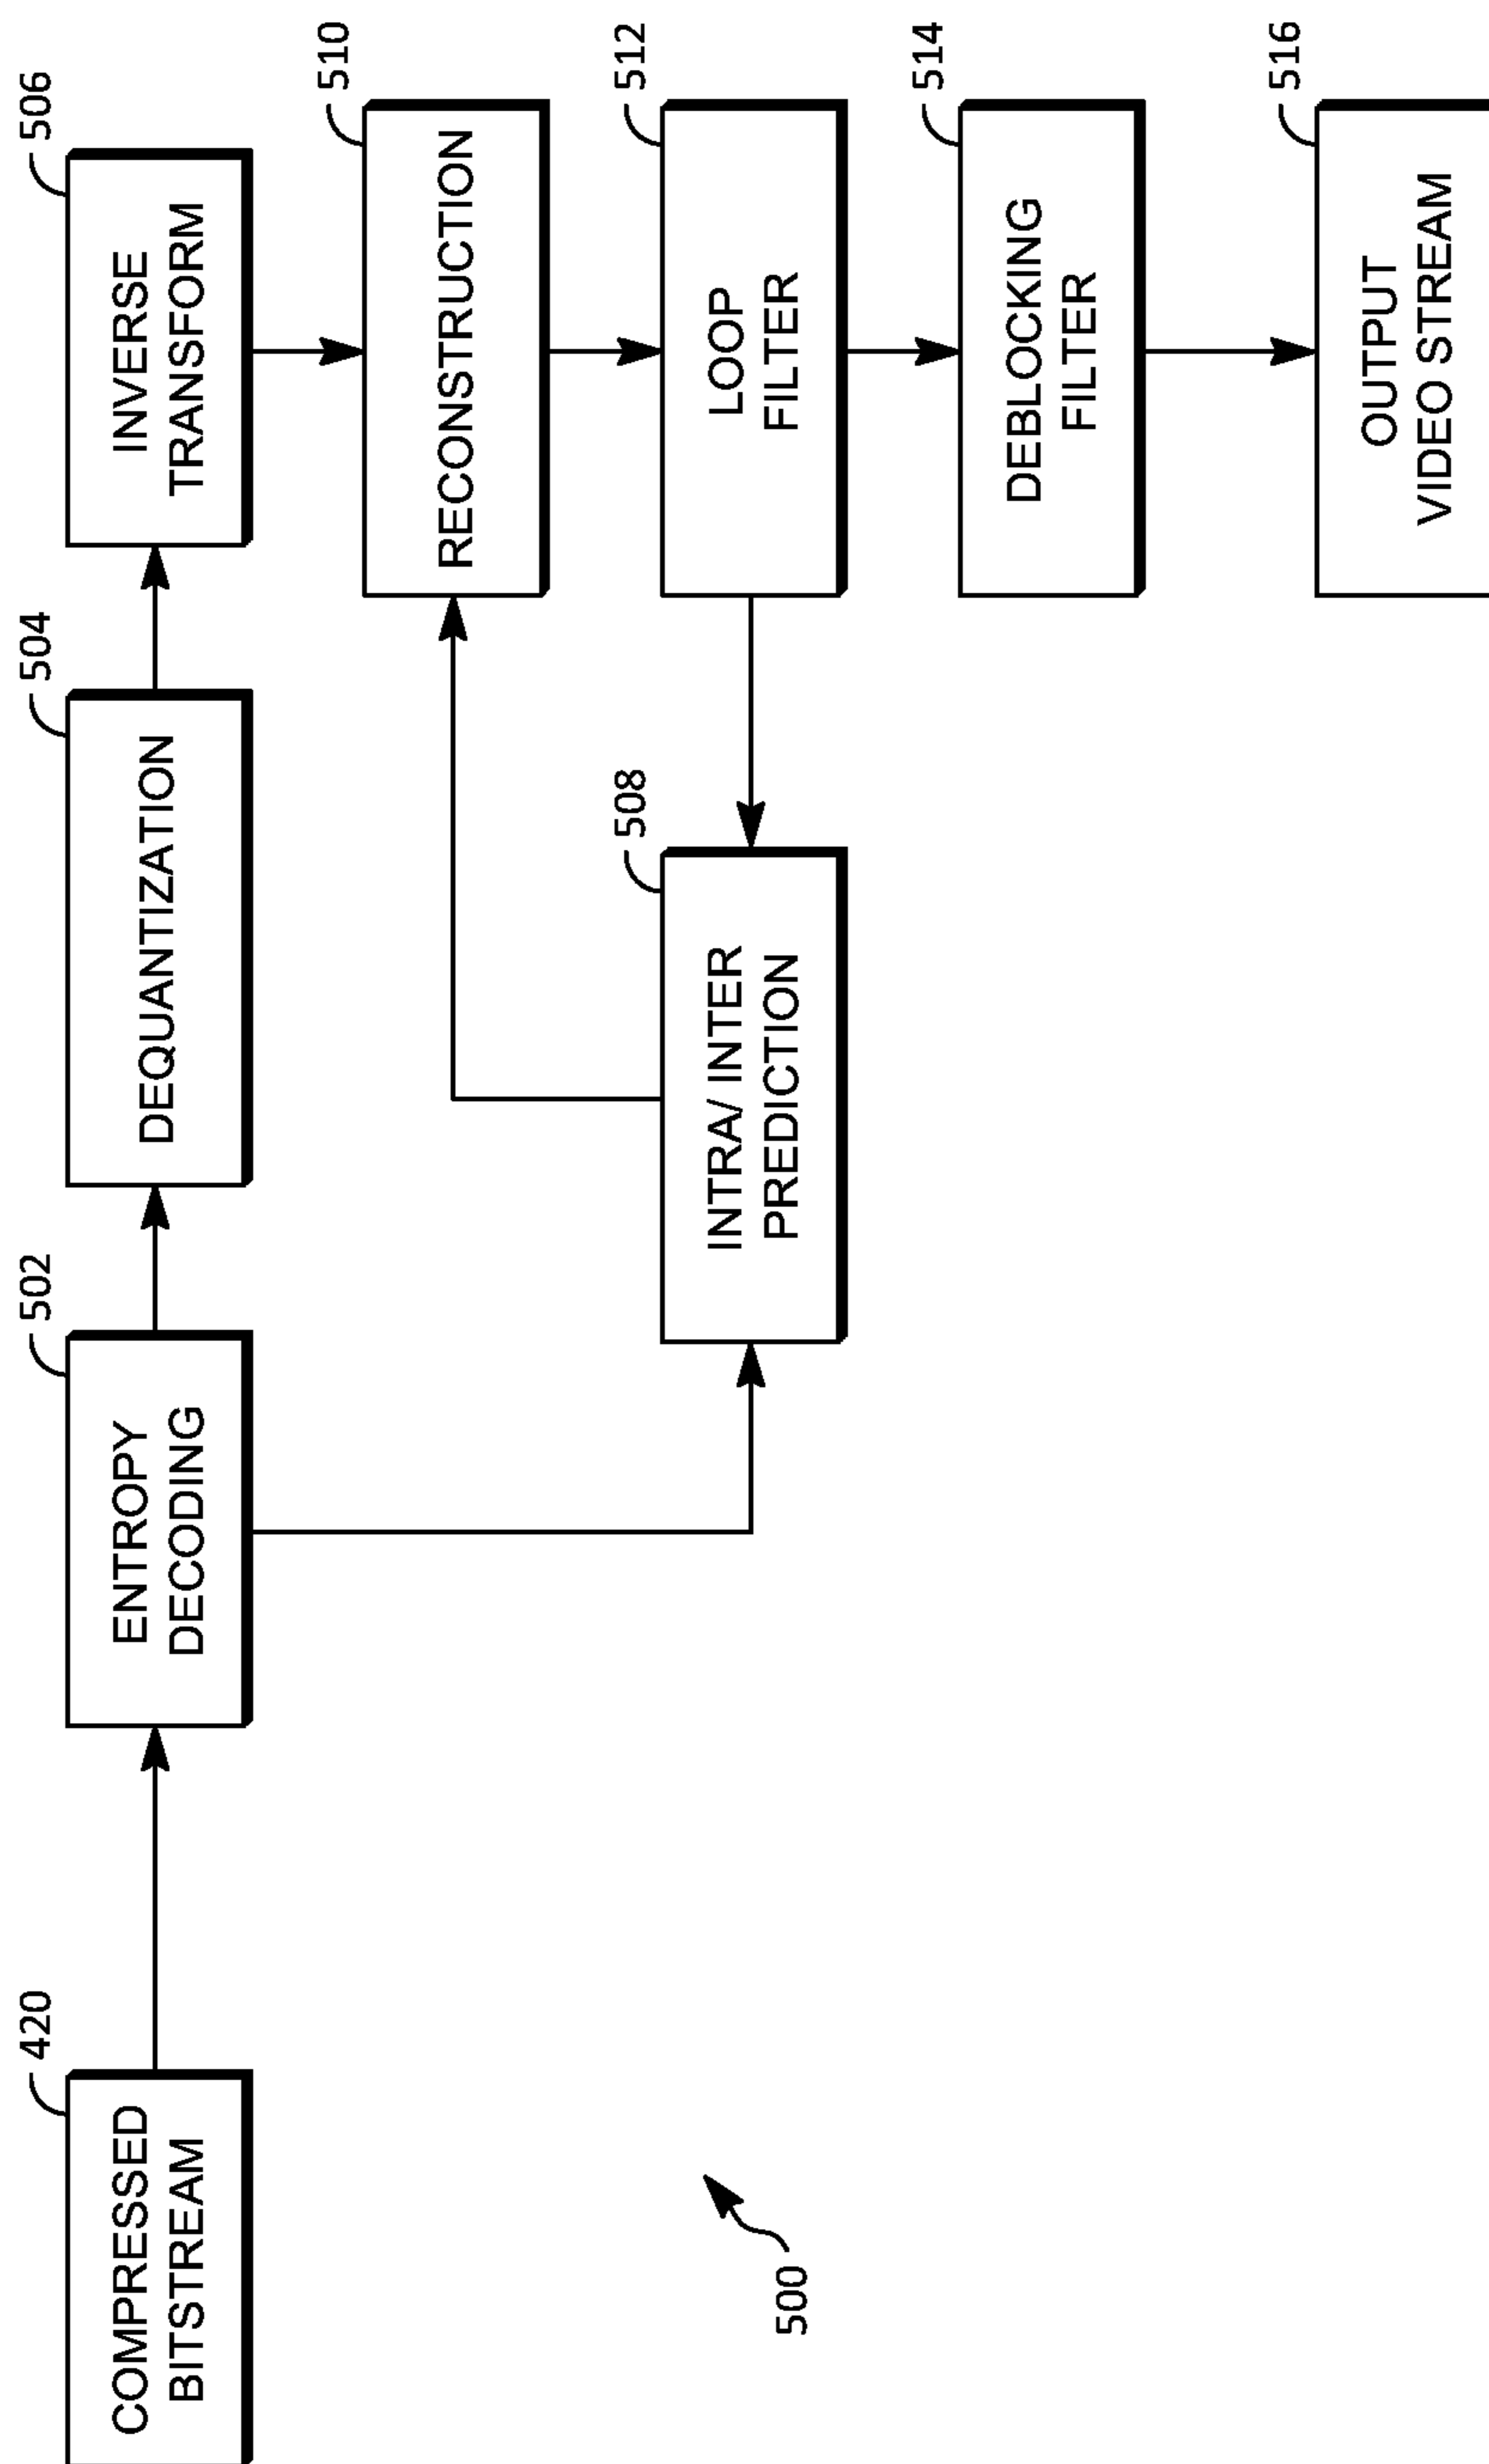 420
COMPRESSED
BITSTREAM
502
ENTROPY
DECODING
504
DEQUANTIZATION
506
INVERSE
TRANSFORM
510
RECONSTRUCTION
508
INTRA/ INTER
PREDICTION
512
LOOP
FILTER
514
DEBLOCKING
FILTER
516
OUTPUT
VIDEO STREAM
500